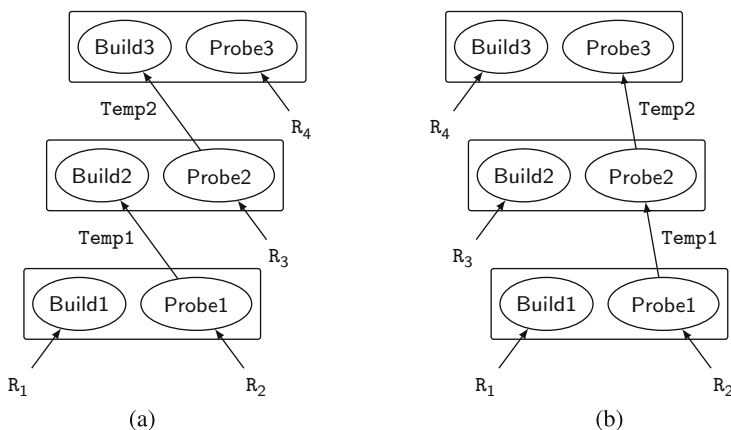 Build3 Probe3 Build3 Probe3
Temp2 Temp2
R4 R4
Build2 Probe2 Build2 Probe2
Temp1 Temp1
R3 R3
Build1 Probe1 Build1 Probe1
R1 R2 R1 R2
(a) (b)